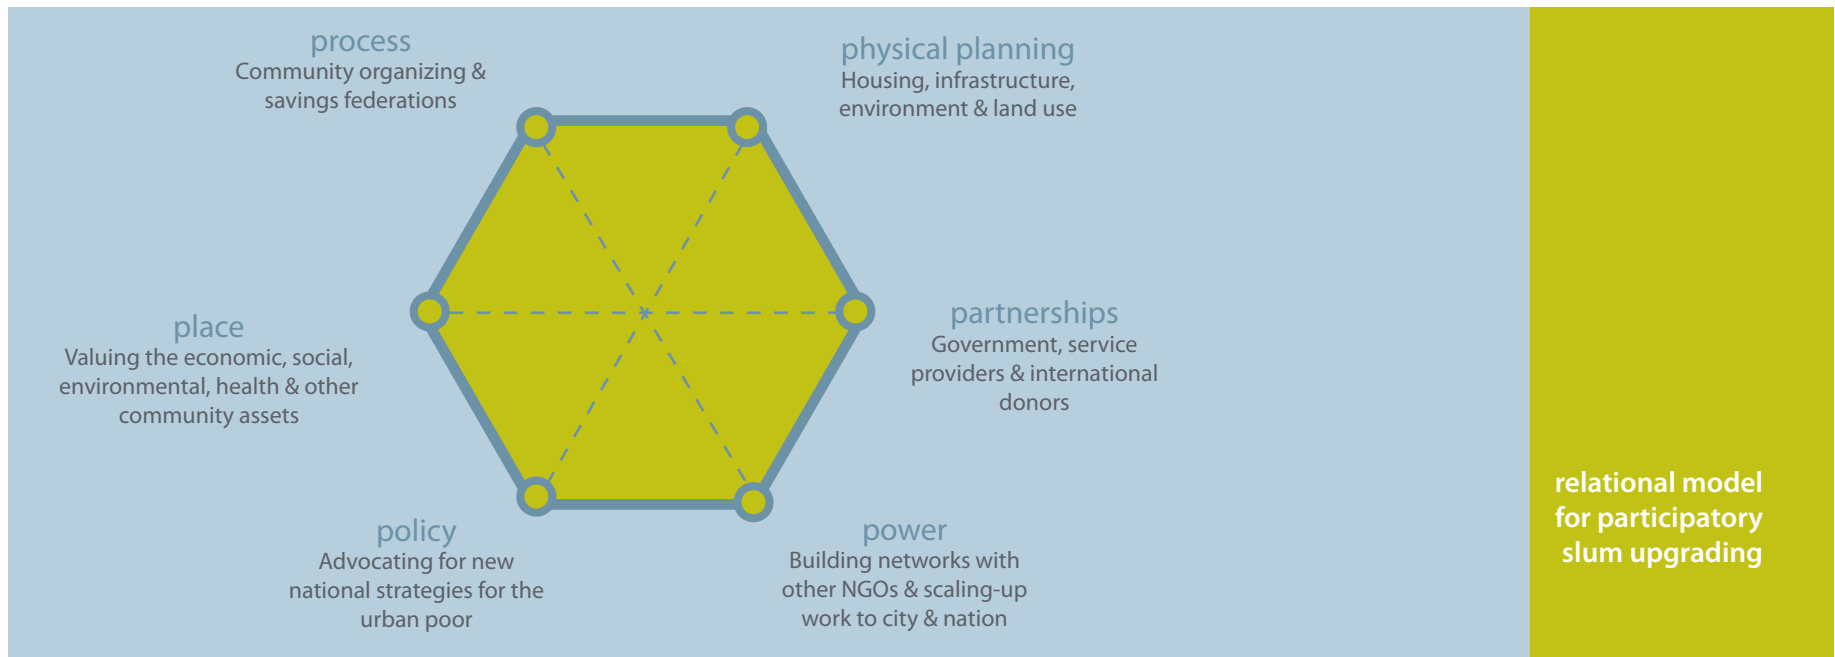 process
Community organizing &
savings federations
physical planning
Housing, infrastructure,
environment & land use
place
Valuing the economic, social,
environmental, health & other
community assets
partnerships
Government, service
providers & international
donors
policy
Advocating for new
national strategies for the
urban poor
power
Building networks with
other NGOs & scaling-up
work to city & nation
relational model
for participatory
slum upgrading